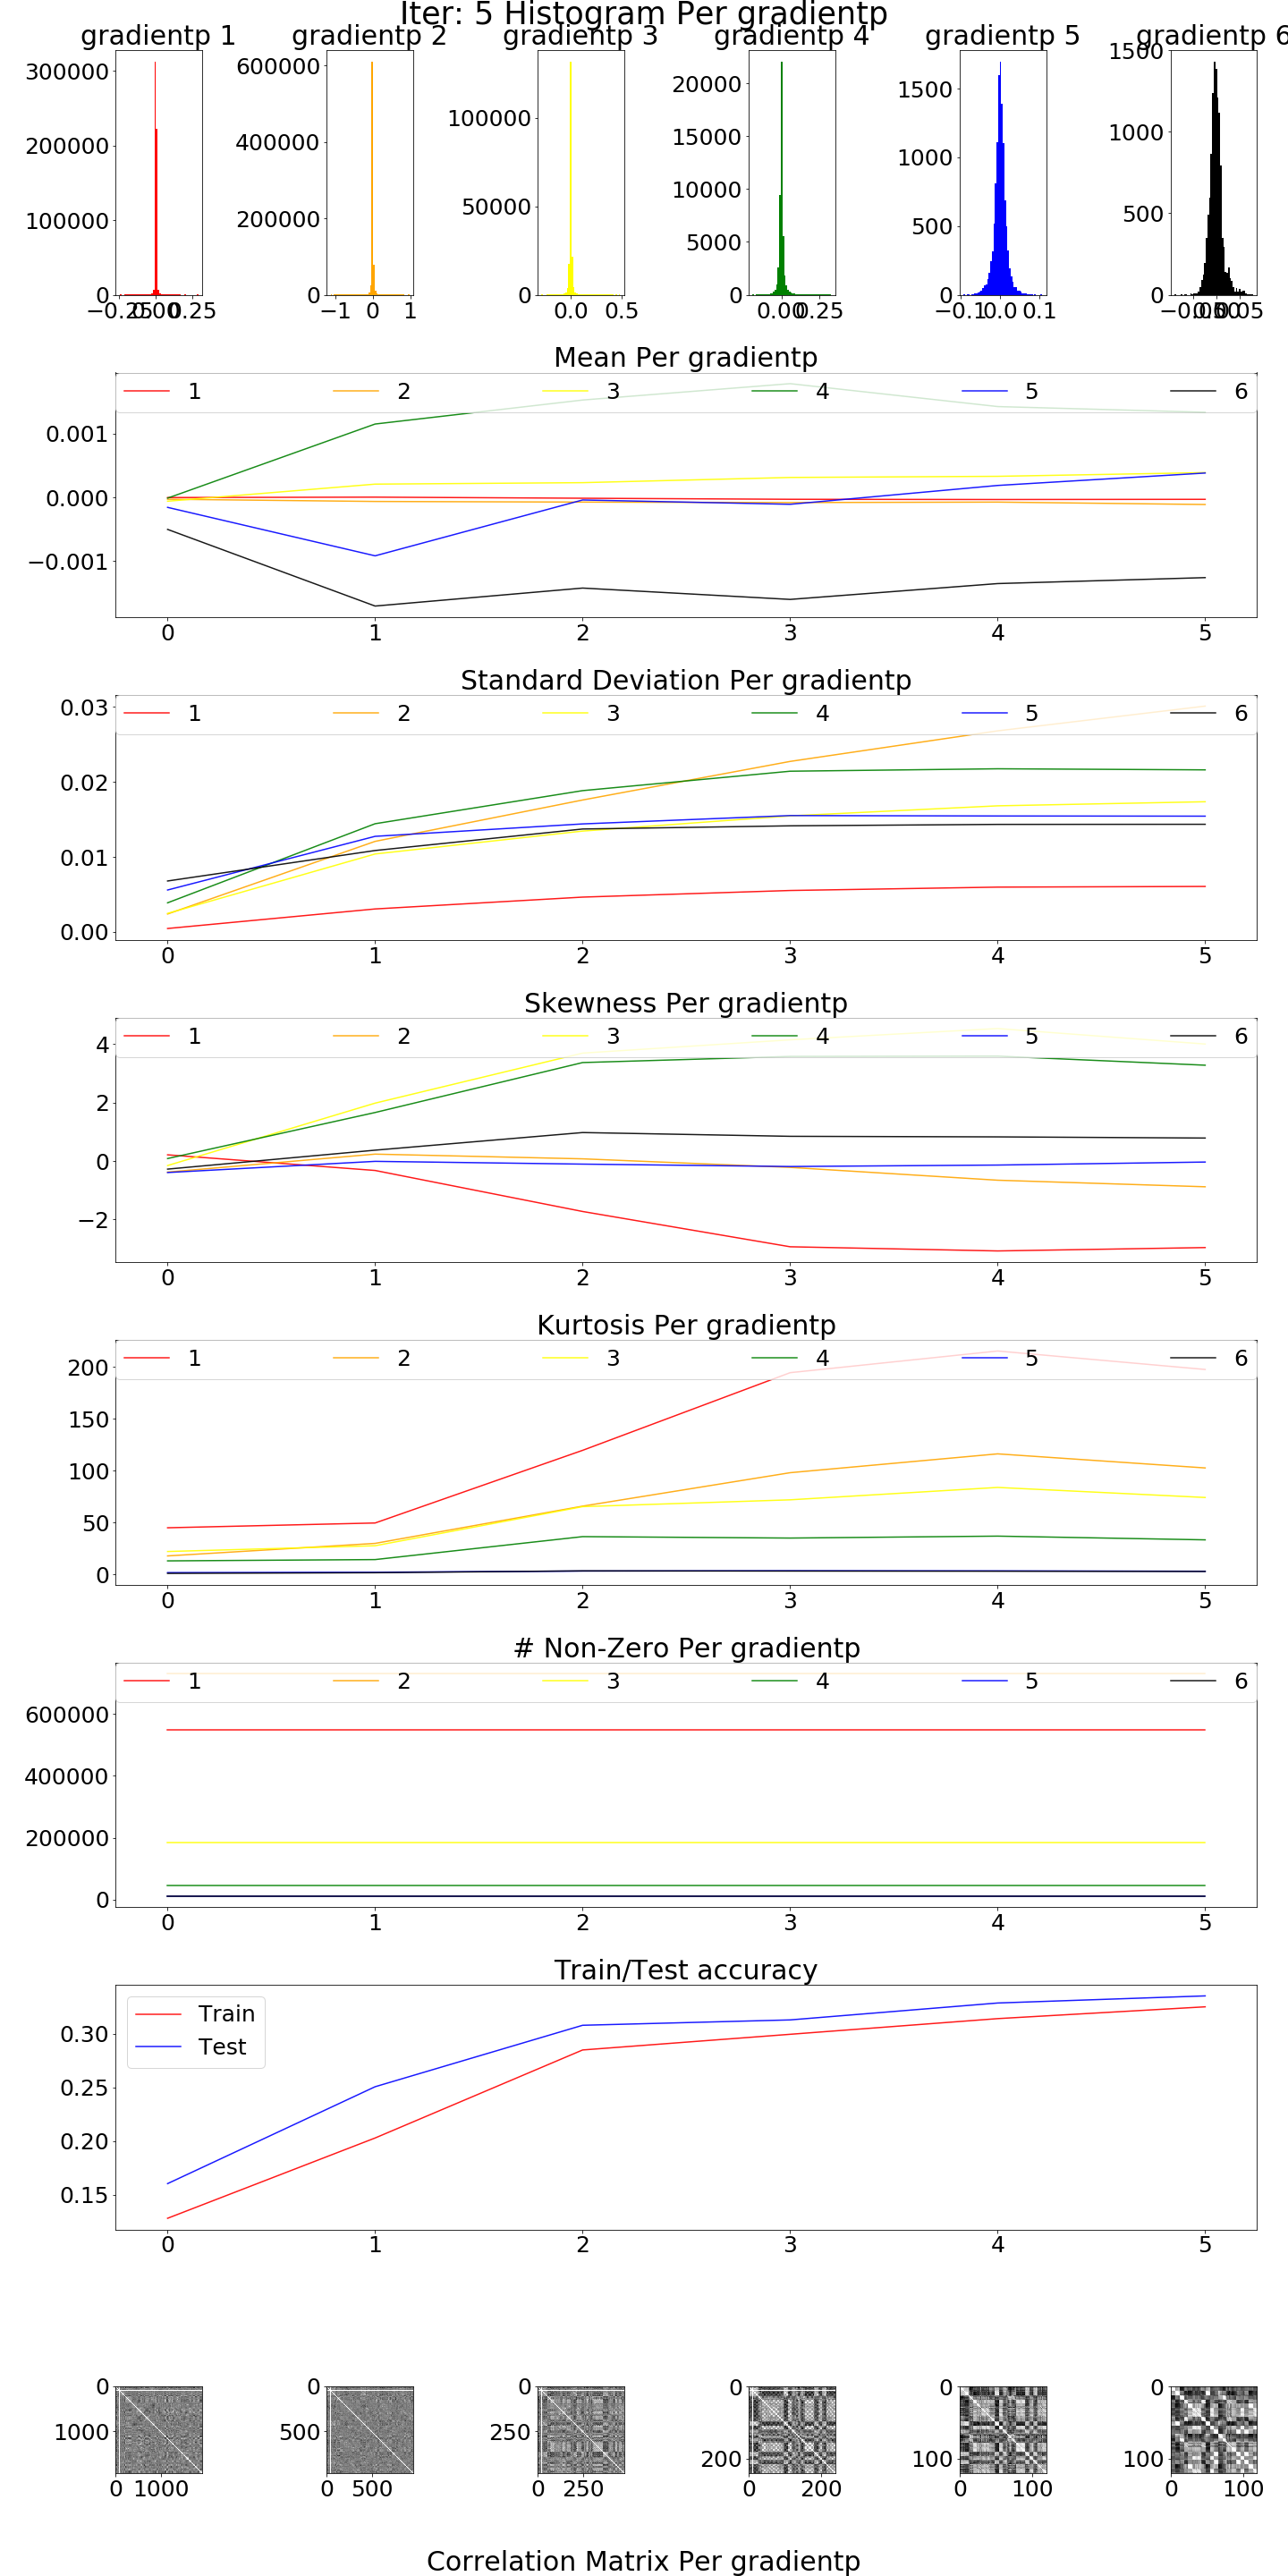 Iter: 5 Histogram Per gradientp
gradientp 1 gradientp 2 gradientp 3 gradientp 4 gradientp 5 gradientp 6
300000
200000
100000
0
−0.25 0.00 0.25
600000
400000
200000
0
−1 0 1
100000
50000
0
0.0 0.5
20000
15000
10000
5000
0
0.00 0.25
1500
1000
500
0
−0.1 0.0 0.1
1500
1000
500
0
−0.05 0.00 0.05
Mean Per gradientp
1 2 3 4 5 6
0.001
0.000
−0.001
0 1 2 3 4 5
Standard Deviation Per gradientp
1 2 3 4 5 6
0.03
0.02
0.01
0.00
0 1 2 3 4 5
Skewness Per gradientp
1 2 3 4 5 6
4
2
0
−2
0 1 2 3 4 5
Kurtosis Per gradientp
1 2 3 4 5 6
200
150
100
50
0
0 1 2 3 4 5
# Non-Zero Per gradientp
1 2 3 4 5 6
600000
400000
200000
0
0 1 2 3 4 5
Train/Test accuracy
Train
Test
0.30
0.25
0.20
0.15
0 1 2 3 4 5
0
1000
0 1000
0
500
0 500
0
250
0 250
0
200
0 200
0
100
0 100
0
100
0 100
Correlation Matrix Per gradientp